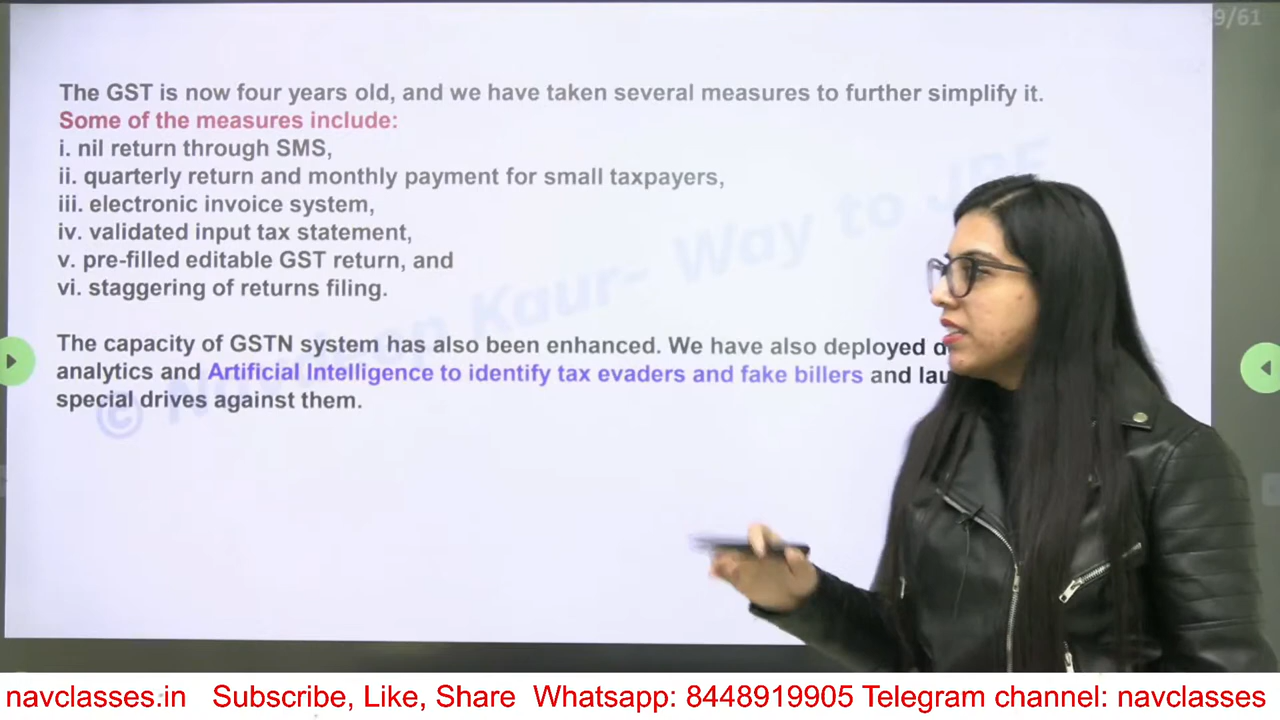 9/61
The GST is now four years old, and we have taken several measures to further simplify it.
Some of the measures include:
i. nil return through SMS,
ii. quarterly return and monthly payment for small taxpayers,
iii. electronic invoice system,
iv. validated input tax statement,
v. pre-filled editable GST return, and
vi. staggering of returns filing.
The capacity of GSTN system has also been enhanced. We have also deployed
analytics and Artificial Intelligence to identify tax evaders and fake billers and
special drives against them.
© Navdeep Kaur- Way to JRF
navclasses.in Subscribe, Like, Share Whatsapp: 8448919905 Telegram channel: navclasses